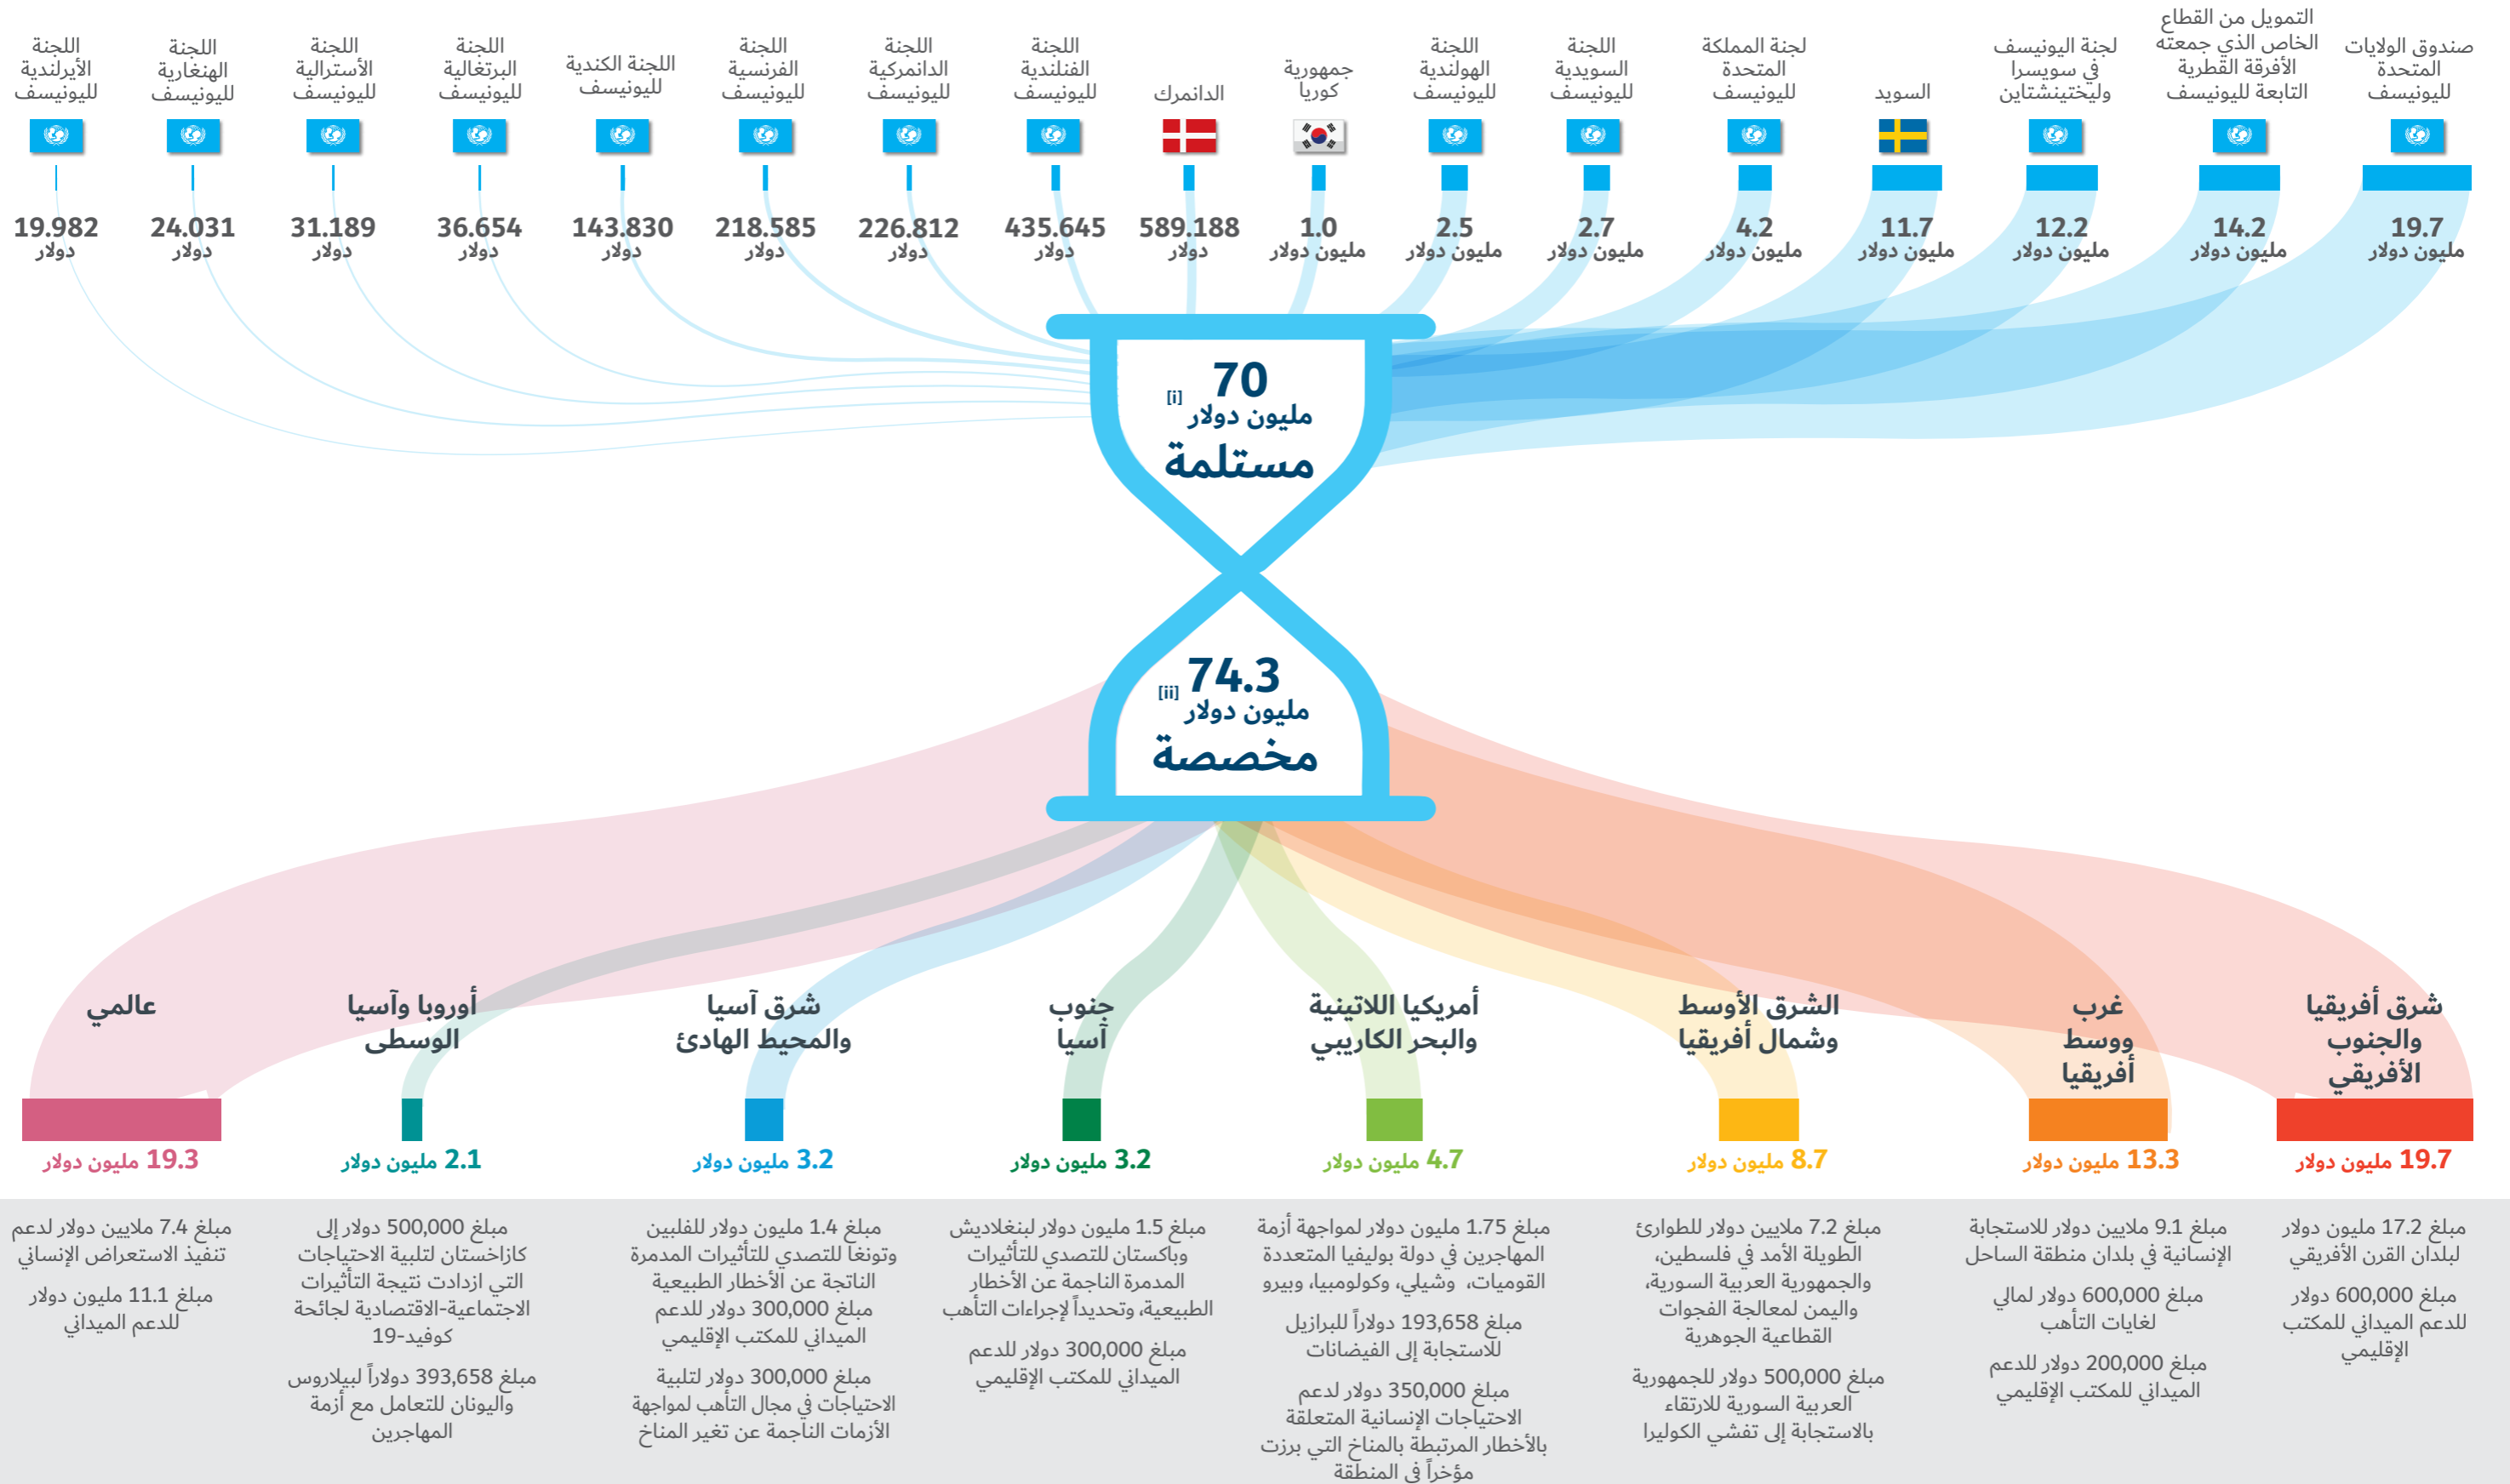 صندوق الولايات
المتحدة
لليونيسف
19.7
مليون دولار
التمويل من القطاع
الخاص الذي جمعته
الأفرقة القطرية
التابعة لليونيسف
14.2
مليون دولار
لجنة اليونيسف
في سويسرا
وليختينشتاين
12.2
مليون دولار
السويد
11.7
مليون دولار
لجنة المملكة
المتحدة
لليونيسف
4.2
مليون دولار
اللجنة
السويدية
لليونيسف
2.7
مليون دولار
اللجنة
الهولندية
لليونيسف
2.5
مليون دولار
جمهورية
كوريا
1.0
مليون دولار
الدانمرك
589.188
دولار
اللجنة
الفنلندية
لليونيسف
435.645
دولار
اللجنة
الدانمركية
لليونيسف
226.812
دولار
اللجنة
الفرنسية
لليونيسف
218.585
دولار
اللجنة الكندية
لليونيسف
143.830
دولار
اللجنة
البرتغالية
لليونيسف
36.654
دولار
اللجنة
الأسترالية
لليونيسف
31.189
دولار
اللجنة
الهنغارية
لليونيسف
24.031
دولار
اللجنة
الأيرلندية
لليونيسف
19.982
دولار
70
مليون دولار [i]
مستلمة
74.3
مليون دولار [ii]
مخصصة
شرق أفريقيا
والجنوب
الأفريقي
19.7 مليون دولار
مبلغ 17.2 مليون دولار
لبلدان القرن الأفريقي
مبلغ 600,000 دولار
للدعم الميداني للمكتب
الإقليمي
غرب
ووسط
أفريقيا
13.3 مليون دولار
مبلغ 9.1 ملايين دولار للاستجابة
الإنسانية في بلدان منطقة الساحل
مبلغ 600,000 دولار لمالي
لغايات التأهب
مبلغ 200,000 دولار للدعم
الميداني للمكتب الإقليمي
الشرق الأوسط
وشمال أفريقيا
8.7 مليون دولار
مبلغ 7.2 ملايين دولار للطوارئ
الطويلة الأمد في فلسطين،
والجمهورية العربية السورية،
واليمن لمعالجة الفجوات
القطاعية الجوهرية
مبلغ 500,000 دولار للجمهورية
العربية السورية للارتقاء
بالاستجابة إلى تفشي الكوليرا
أمريكيا اللاتينية
والبحر الكاريبي
4.7 مليون دولار
مبلغ 1.75 مليون دولار لمواجهة أزمة
المهاجرين في دولة بوليفيا المتعددة
القوميات، وشيلي، وكولومبيا، وبيرو
مبلغ 193,658 دولاراً للبرازيل
للاستجابة إلى الفيضانات
مبلغ 350,000 دولار لدعم
الاحتياجات الإنسانية المتعلقة
بالأخطار المرتبطة بالمناخ التي برزت
مؤخراً في المنطقة
جنوب
آسيا
3.2 مليون دولار
مبلغ 1.5 مليون دولار لبنغلاديش
وباكستان للتصدي للتأثيرات
المدمرة الناجمة عن الأخطار
الطبيعية، وتحديداً لإجراءات التأهب
مبلغ 300,000 دولار للدعم
الميداني للمكتب الإقليمي
شرق آسيا
والمحيط الهادئ
3.2 مليون دولار
مبلغ 1.4 مليون دولار للفلبين
وتونغا للتصدي للتأثيرات المدمرة
الناتجة عن الأخطار الطبيعية
مبلغ 300,000 دولار للدعم
الميداني للمكتب الإقليمي
مبلغ 300,000 دولار لتلبية
الاحتياجات في مجال التأهب لمواجهة
الأزمات الناجمة عن تغير المناخ
أوروبا وآسيا
الوسطى
2.1 مليون دولار
مبلغ 500,000 دولار إلى
كازاخستان لتلبية الاحتياجات
التي ازدادت نتيجة التأثيرات
الاجتماعية-الاقتصادية لجائحة
كوفيد-19
مبلغ 393,658 دولاراً لبيلاروس
واليونان للتعامل مع أزمة
المهاجرين
عالمي
19.3 مليون دولار
مبلغ 7.4 ملايين دولار لدعم
تنفيذ الاستعراض الإنساني
مبلغ 11.1 مليون دولار
للدعم الميداني